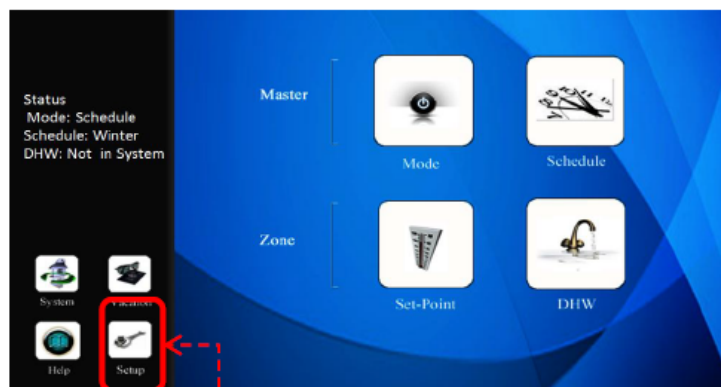 Status
Mode: Schedule
Schedule: Winter
DHW: Not in System
Master
Mode
Schedule
Zone
Set-Point
DHW
System
Vacation
Help
Setup